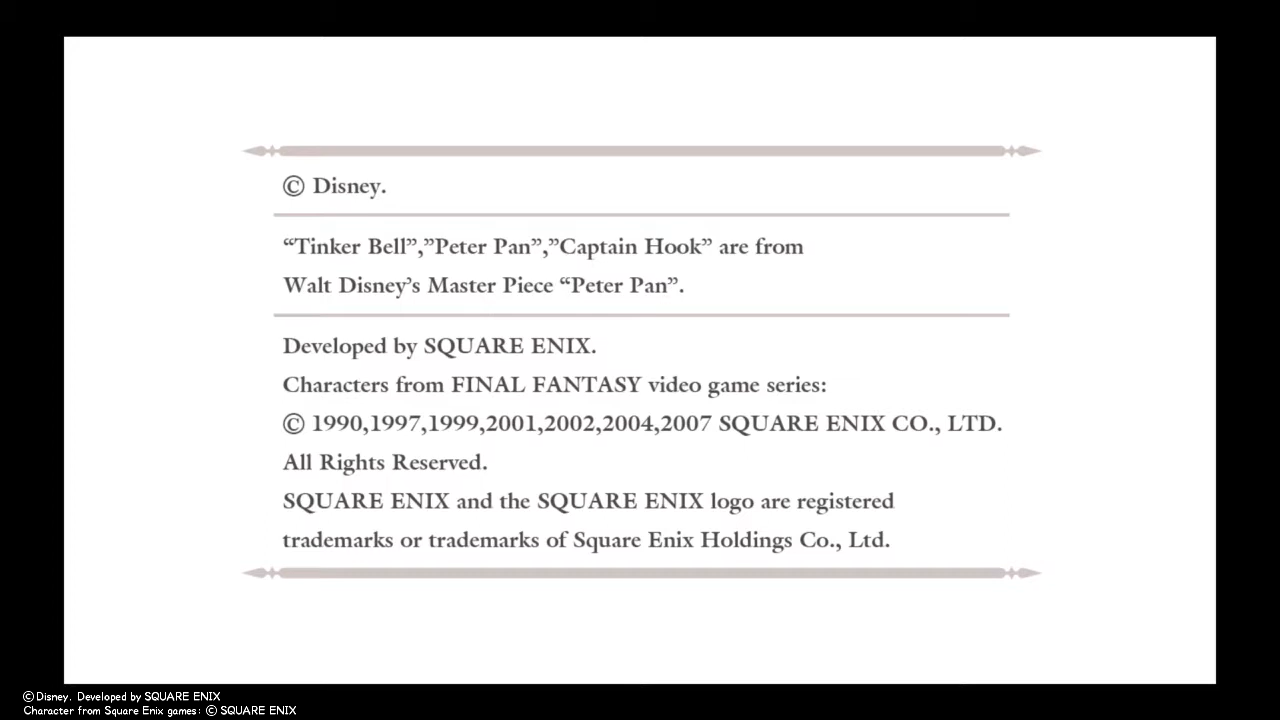 © Disney.
“Tinker Bell”,”Peter Pan”,”Captain Hook” are from
Walt Disney’s Master Piece “Peter Pan”.
Developed by SQUARE ENIX.
Characters from FINAL FANTASY video game series:
© 1990,1997,1999,2001,2002,2004,2007 SQUARE ENIX CO., LTD.
All Rights Reserved.
SQUARE ENIX and the SQUARE ENIX logo are registered
trademarks or trademarks of Square Enix Holdings Co., Ltd.
©Disney. Developed by SQUARE ENIX
Character from Square Enix games: © SQUARE ENIX